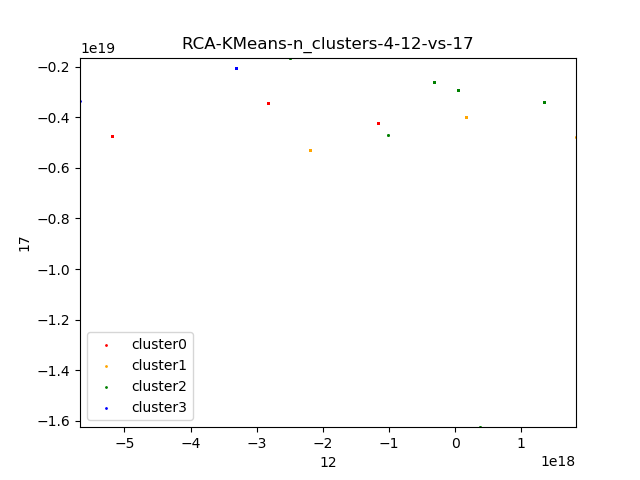 RCA-KMeans-n_clusters-4-12-vs-17
1e19
−0.2
−0.4
−0.6
−0.8
−1.0
−1.2
−1.4
−1.6
17
cluster0
cluster1
cluster2
cluster3
−5 −4 −3 −2 −1 0 1
12
1e18